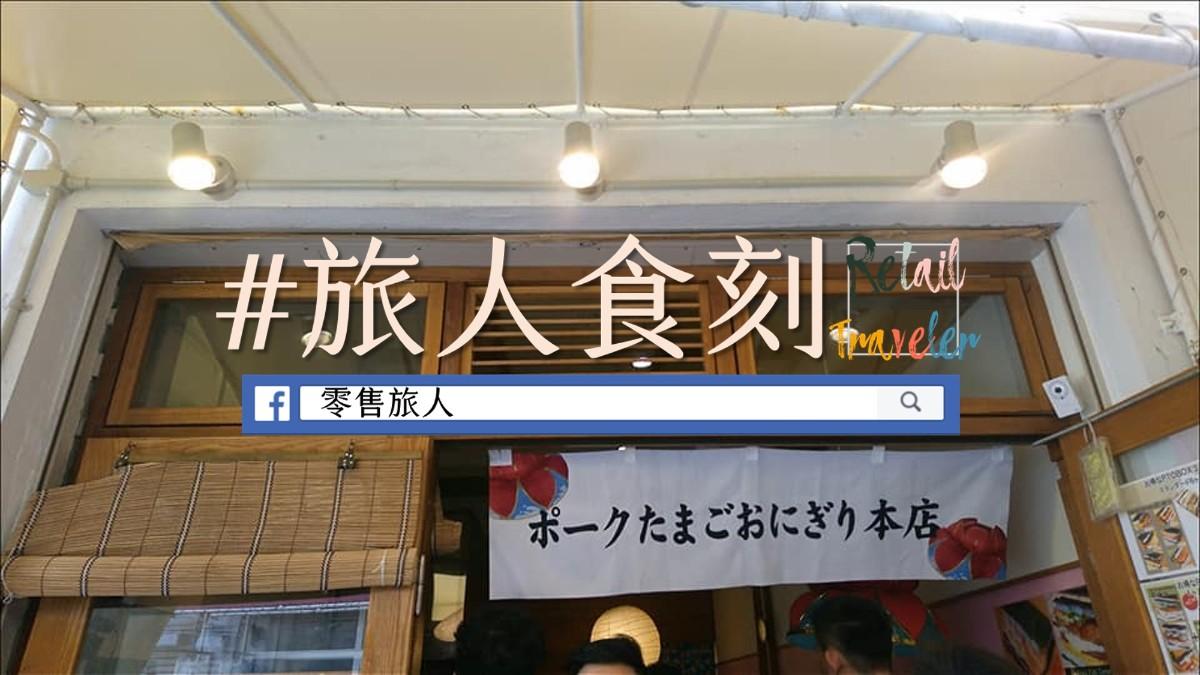 #旅人食刻
Retail
Traveler
零售旅人
ポークたまごおにぎり本店